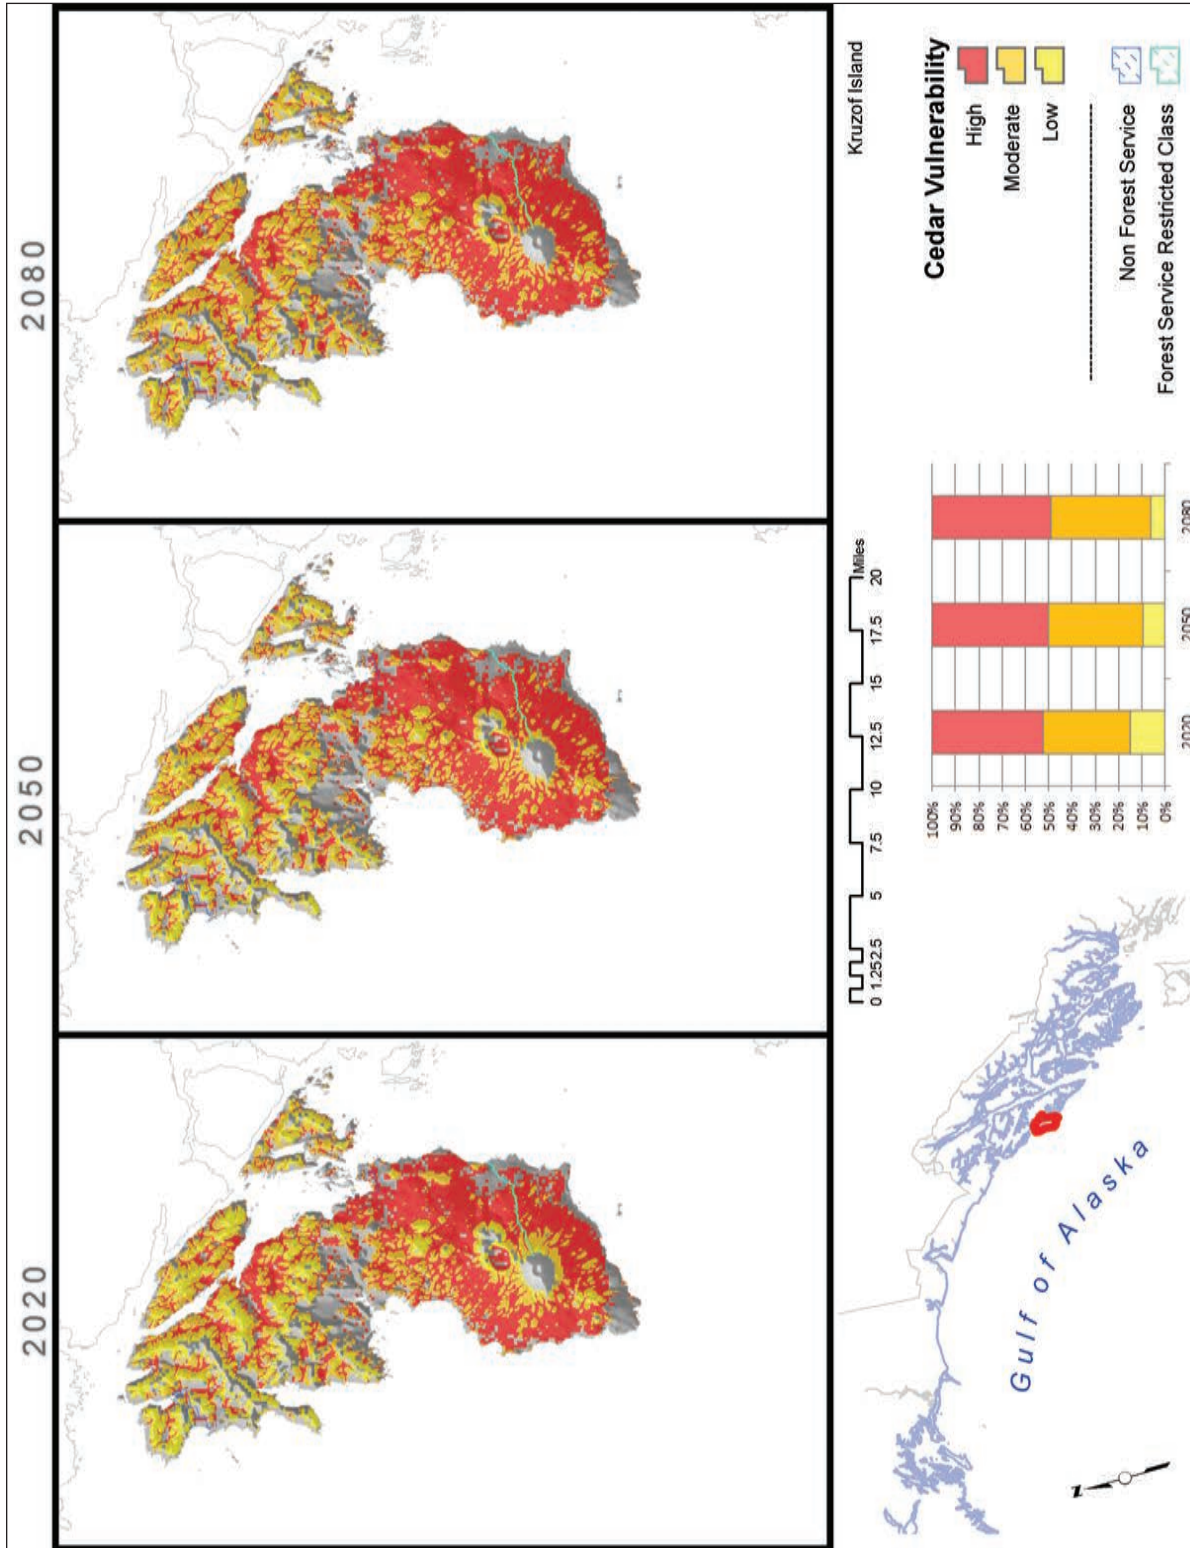 2020
2050
2080
Kruzof Island
0 1.25 2.5 5 7.5 10 12.5 15 17.5 20
Miles
Gulf of Alaska
N
100%
90%
80%
70%
60%
50%
40%
30%
20%
10%
0%
2020 2050 2080
Cedar Vulnerability
High
Moderate
Low
Non Forest Service
Forest Service Restricted Class